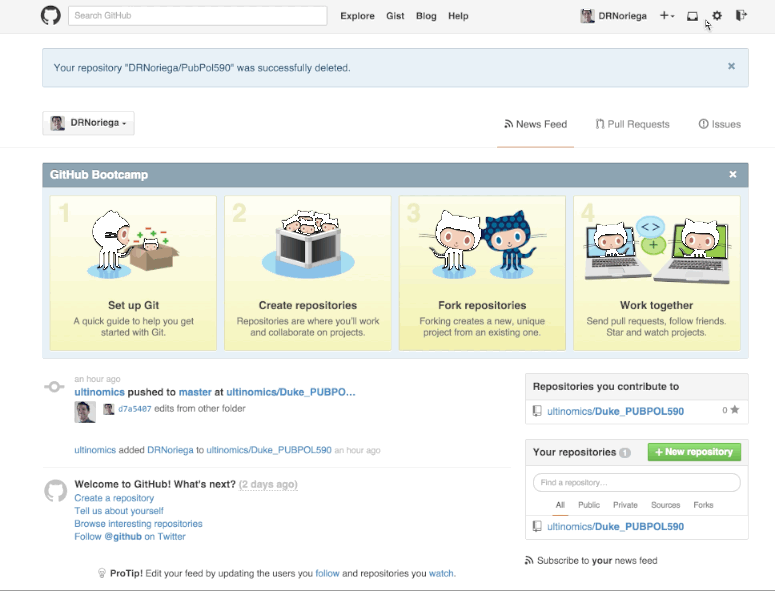 Search GitHub
Explore Gist Blog Help
DRNoriega
Your repository "DRNoriega/PubPol590" was successfully deleted.
DRNoriega
News Feed Pull Requests Issues
GitHub Bootcamp
1
Set up Git
A quick guide to help you get
started with Git.
2
Create repositories
Repositories are where you'll work
and collaborate on projects.
3
Fork repositories
Forking creates a new, unique
project from an existing one.
4
Work together
Send pull requests, follow friends.
Star and watch projects.
an hour ago
ultinomics pushed to master at ultinomics/Duke_PUBPO…
d7a5487 edits from other folder
ultinomics added DRNoriega to ultinomics/Duke_PUBPOL590 an hour ago
Welcome to GitHub! What's next? (2 days ago)
Create a repository
Tell us about yourself
Browse interesting repositories
Follow @github on Twitter
ProTip! Edit your feed by updating the users you follow and repositories you watch.
Repositories you contribute to
ultinomics/Duke_PUBPOL590 0
Your repositories 1 + New repository
Find a repository…
All Public Private Sources Forks
ultinomics/Duke_PUBPOL590
Subscribe to your news feed